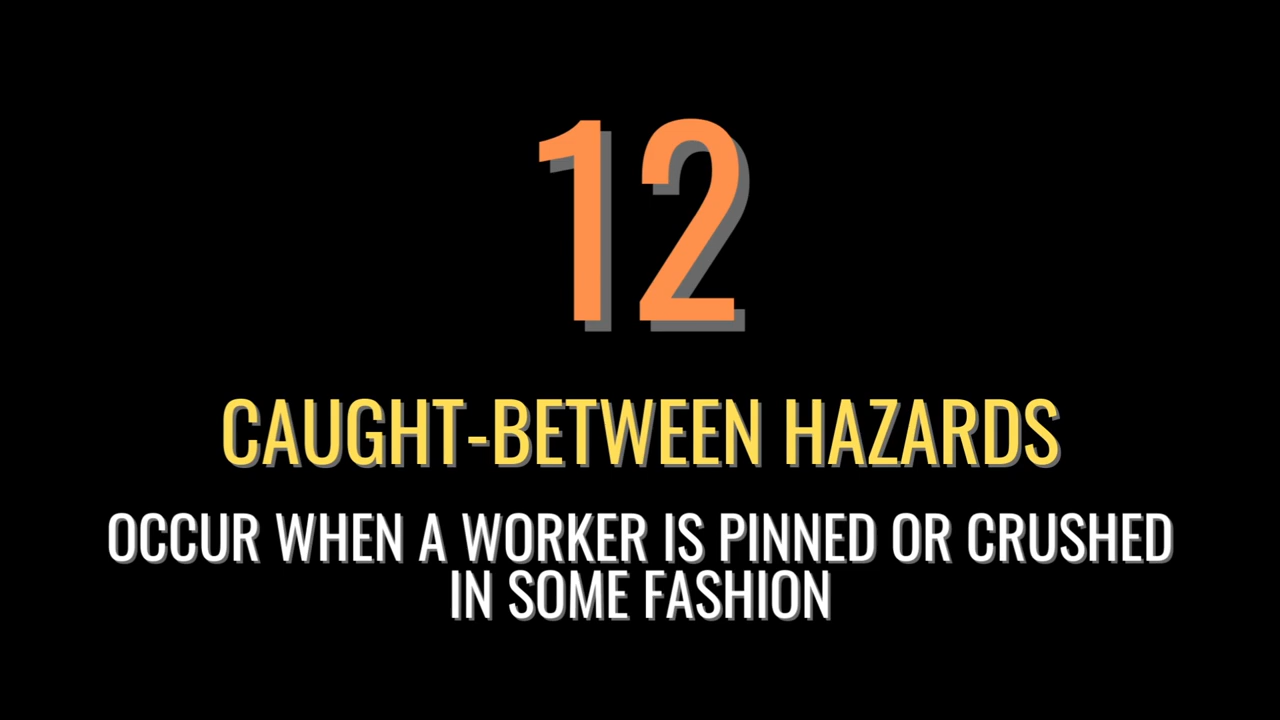 12
CAUGHT-BETWEEN HAZARDS
OCCUR WHEN A WORKER IS PINNED OR CRUSHED
IN SOME FASHION